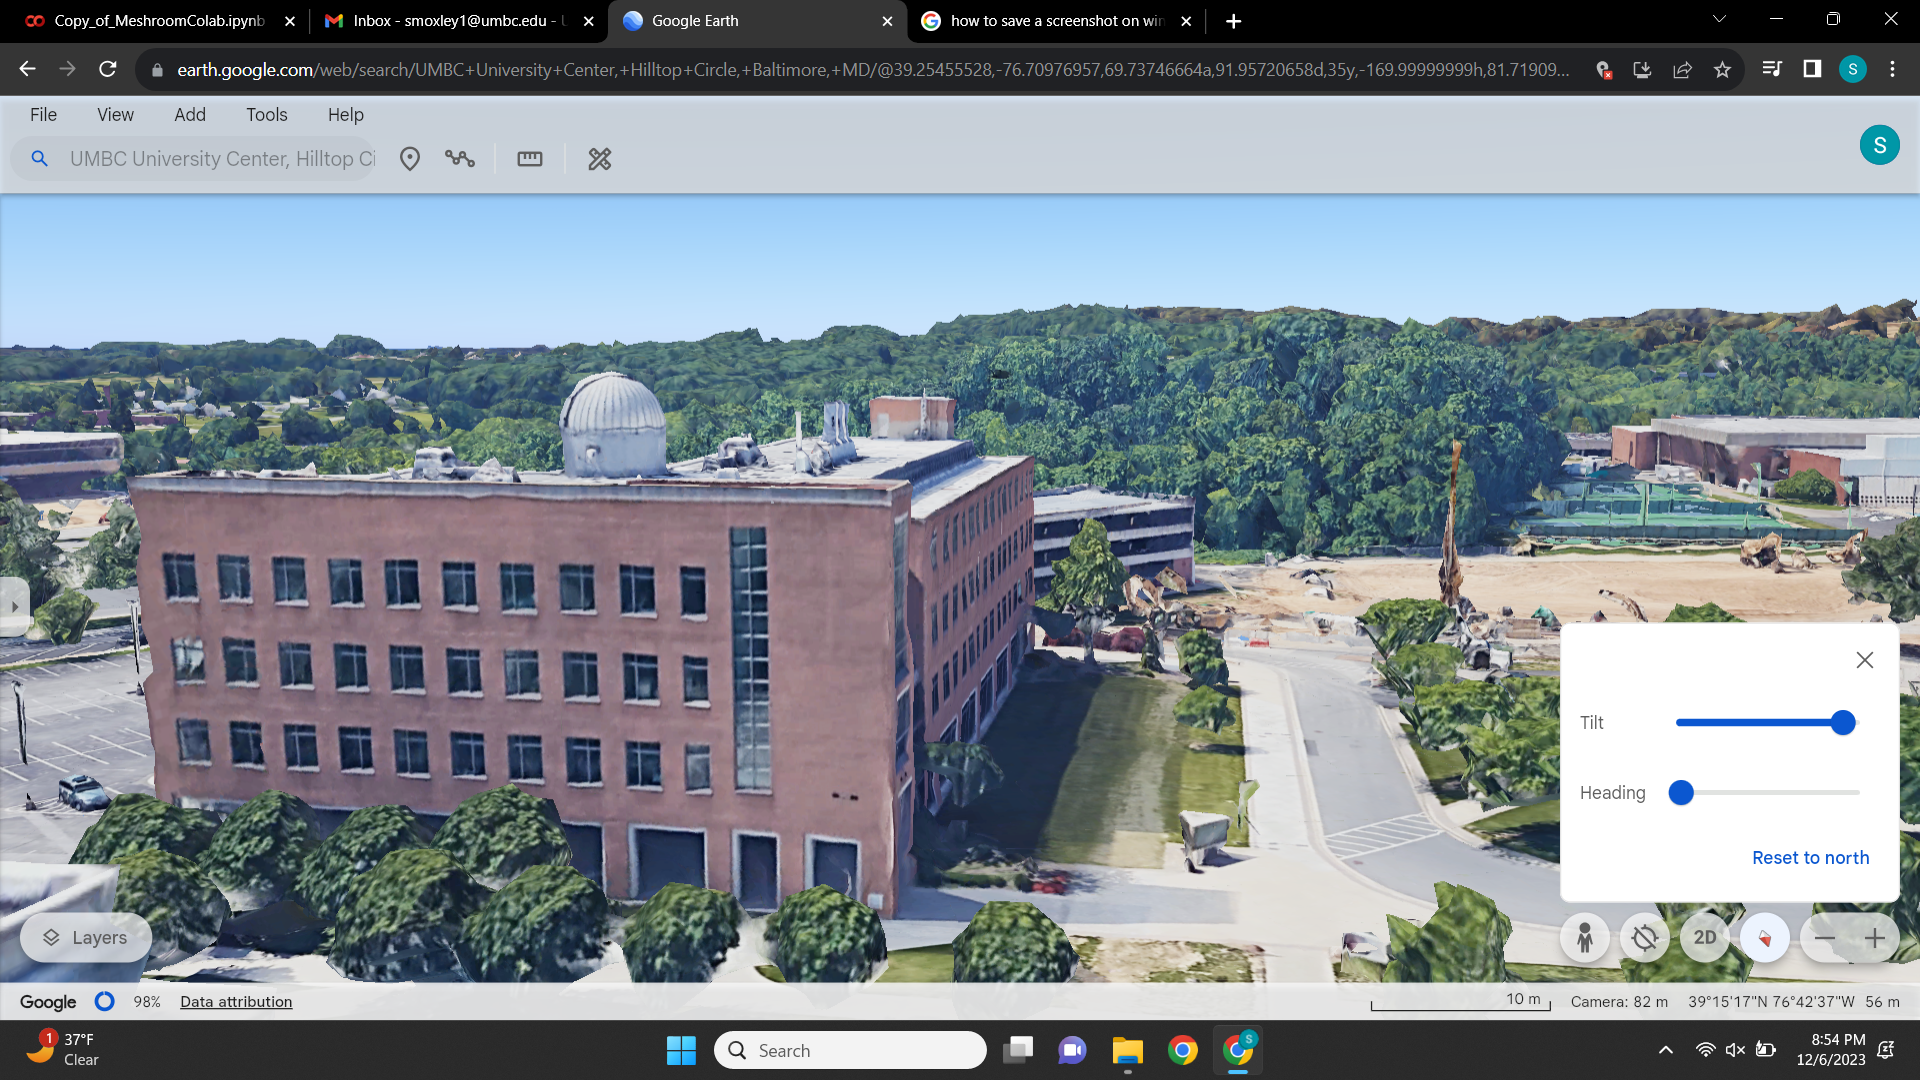 Copy_of_MeshroomColab.ipynb
Inbox - smoxley1@umbc.edu - U
Google Earth
how to save a screenshot on win
earth.google.com/web/search/UMBC+University+Center,+Hilltop+Circle,+Baltimore,+MD/@39.25455528,-76.70976957,69.73746664a,91.95720658d,35y,-169.99999999h,81.71909...
S
File View Add Tools Help
UMBC University Center, Hilltop Ci
S
Tilt
Heading
Reset to north
Layers
2D
Google 98% Data attribution
10 m
Camera: 82 m 39°15'17"N 76°42'37"W 56 m
1
37°F
Clear
Search
S
8:54 PM
12/6/2023